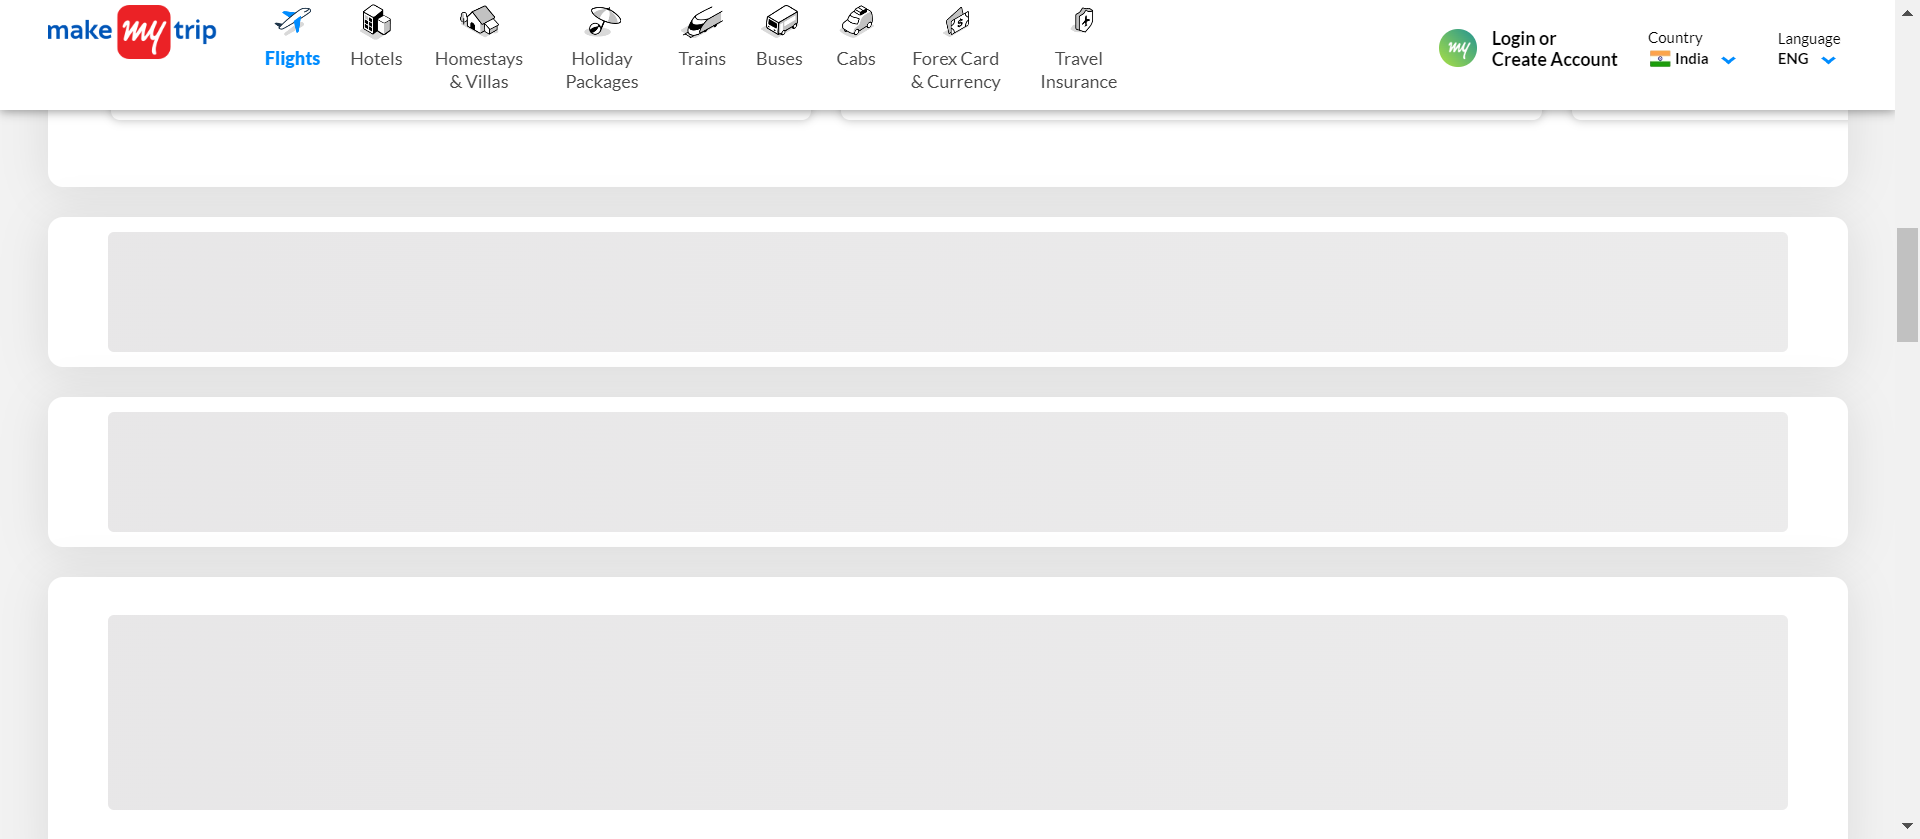 make my trip
Flights
Hotels
Homestays
& Villas
Holiday
Packages
Trains
Buses
Cabs
Forex Card
& Currency
Travel
Insurance
my
Login or
Create Account
Country
India
Language
ENG